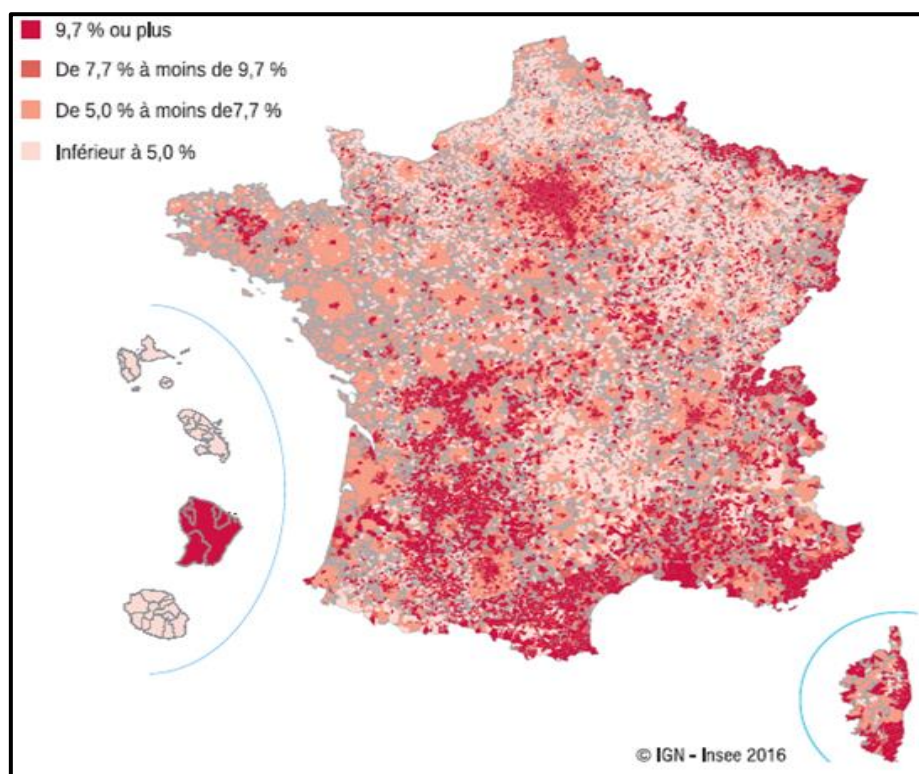 9,7 % ou plus
De 7,7 % à moins de 9,7 %
De 5,0 % à moins de7,7 %
Inférieur à 5,0 %
© IGN - Insee 2016